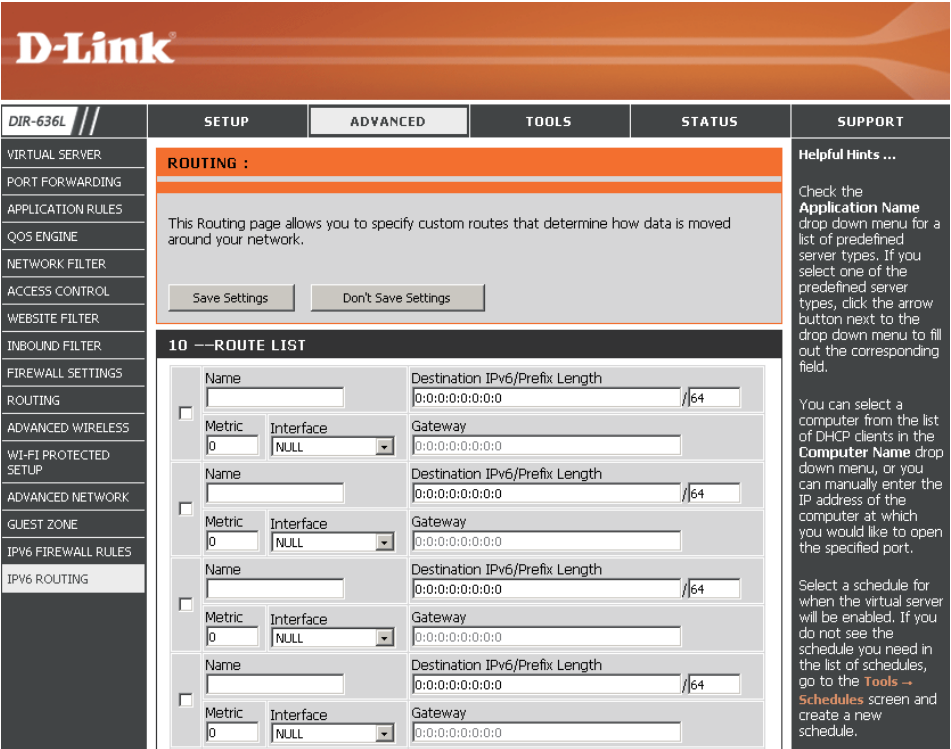 D-Link
DIR-636L
SETUP
ADVANCED
TOOLS
STATUS
SUPPORT
VIRTUAL SERVER
PORT FORWARDING
APPLICATION RULES
QOS ENGINE
NETWORK FILTER
ACCESS CONTROL
WEBSITE FILTER
INBOUND FILTER
FIREWALL SETTINGS
ROUTING
ADVANCED WIRELESS
WI-FI PROTECTED
SETUP
ADVANCED NETWORK
GUEST ZONE
IPV6 FIREWALL RULES
IPV6 ROUTING
ROUTING :
This Routing page allows you to specify custom routes that determine how data is moved
around your network.
Save Settings
Don't Save Settings
10 --ROUTE LIST
Name
Destination IPv6/Prefix Length
0:0:0:0:0:0:0:0
/ 64
Metric
Interface
Gateway
0
NULL
0:0:0:0:0:0:0:0
Name
Destination IPv6/Prefix Length
0:0:0:0:0:0:0:0
/ 64
Metric
Interface
Gateway
0
NULL
0:0:0:0:0:0:0:0
Name
Destination IPv6/Prefix Length
0:0:0:0:0:0:0:0
/ 64
Metric
Interface
Gateway
0
NULL
0:0:0:0:0:0:0:0
Name
Destination IPv6/Prefix Length
0:0:0:0:0:0:0:0
/ 64
Metric
Interface
Gateway
0
NULL
0:0:0:0:0:0:0:0
Helpful Hints ...
Check the
Application Name
drop down menu for a
list of predefined
server types. If you
select one of the
predefined server
types, click the arrow
button next to the
drop down menu to fill
out the corresponding
field.
You can select a
computer from the list
of DHCP clients in the
Computer Name drop
down menu, or you
can manually enter the
IP address of the
computer at which
you would like to open
the specified port.
Select a schedule for
when the virtual server
will be enabled. If you
do not see the
schedule you need in
the list of schedules,
go to the Tools →
Schedules screen and
create a new
schedule.